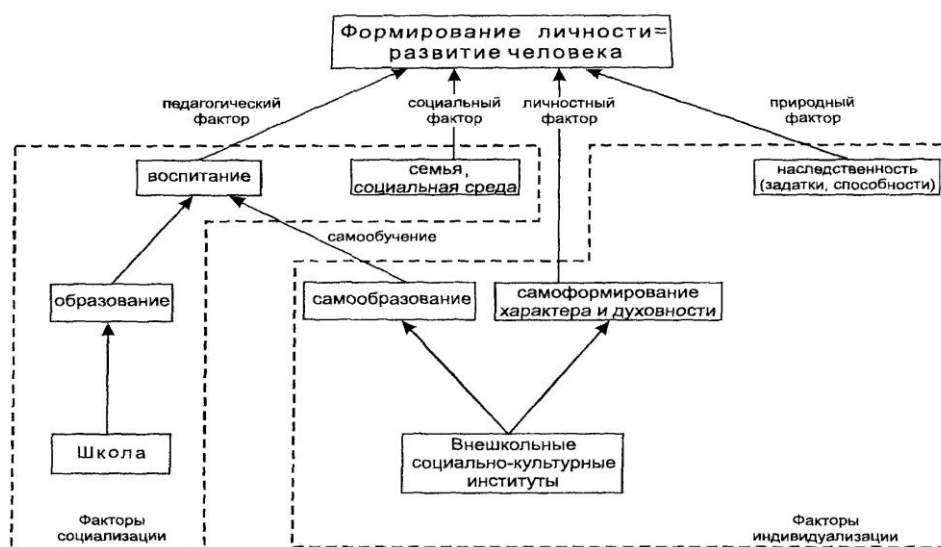 Формирование личности=
развитие человека
педагогический
фактор
социальный
фактор
личностный
фактор
природный
фактор
воспитание
семья,
социальная среда
наследственность
(задатки, способности)
самообучение
образование
самообразование
самоформирование
характера и духовности
Школа
Внешкольные
социально-культурные
институты
Факторы
социализации
Факторы
индивидуализации